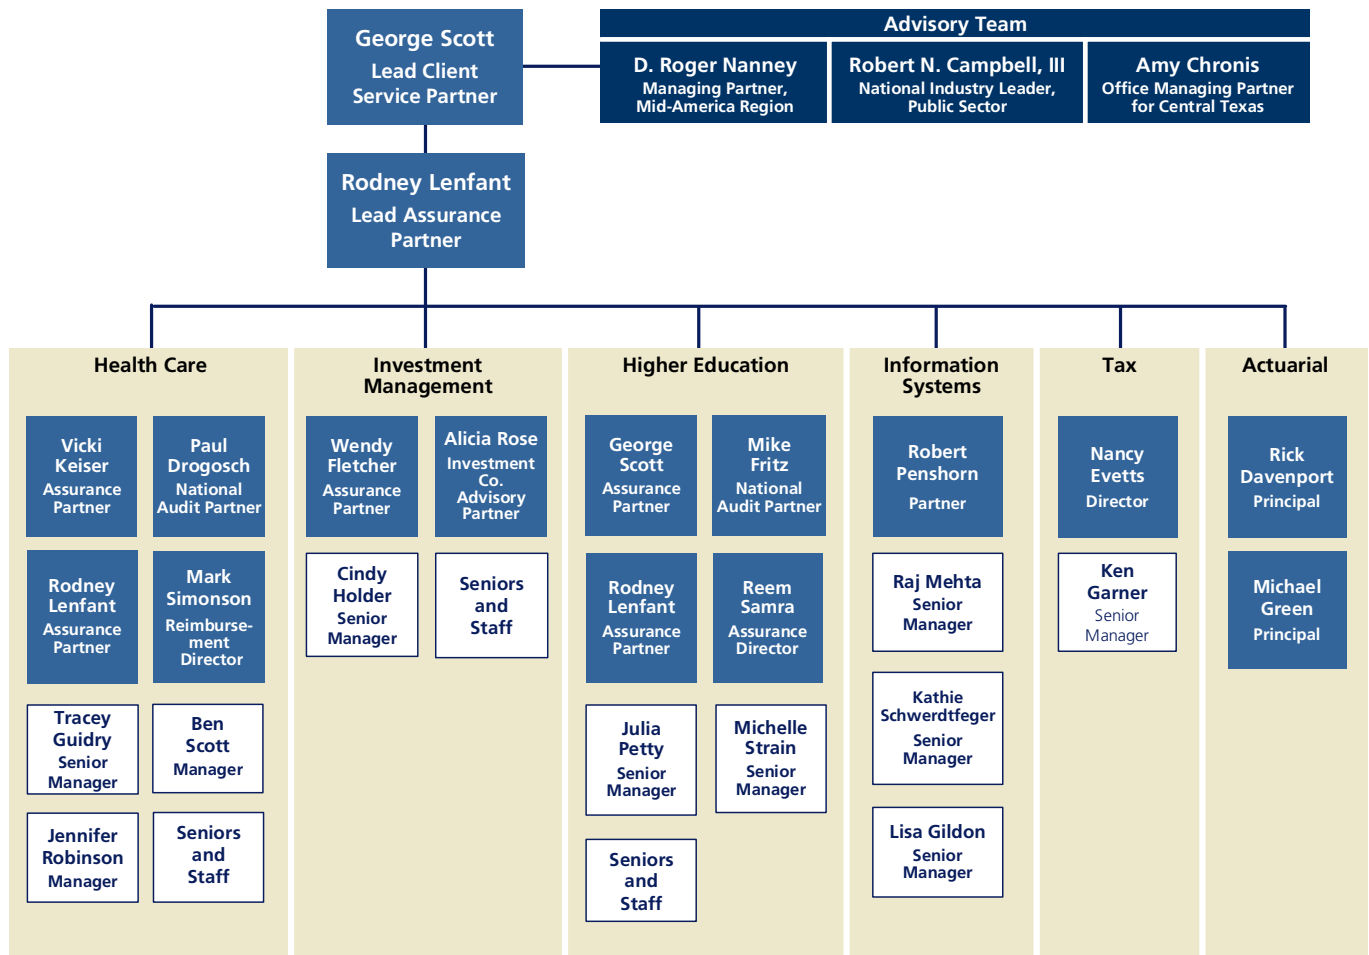 George Scott
Lead Client
Service Partner
Advisory Team
D. Roger Nanney
Managing Partner,
Mid-America Region
Robert N. Campbell, III
National Industry Leader,
Public Sector
Amy Chronis
Office Managing Partner
for Central Texas
Rodney Lenfant
Lead Assurance
Partner
Health Care
Vicki
Keiser
Assurance
Partner
Paul
Drogosch
National
Audit Partner
Rodney
Lenfant
Assurance
Partner
Mark
Simonson
Reimburse-
ment
Director
Tracey
Guidry
Senior
Manager
Ben
Scott
Manager
Jennifer
Robinson
Manager
Seniors
and
Staff
Investment
Management
Wendy
Fletcher
Assurance
Partner
Alicia Rose
Investment
Co.
Advisory
Partner
Cindy
Holder
Senior
Manager
Seniors
and
Staff
Higher Education
George
Scott
Assurance
Partner
Mike
Fritz
National
Audit Partner
Rodney
Lenfant
Assurance
Partner
Reem
Samra
Assurance
Director
Julia
Petty
Senior
Manager
Michelle
Strain
Senior
Manager
Seniors
and
Staff
Information
Systems
Robert
Penshorn
Partner
Raj Mehta
Senior
Manager
Kathie
Schwerdtfeger
Senior
Manager
Lisa Gildon
Senior
Manager
Tax
Nancy
Evetts
Director
Ken
Garner
Senior
Manager
Actuarial
Rick
Davenport
Principal
Michael
Green
Principal